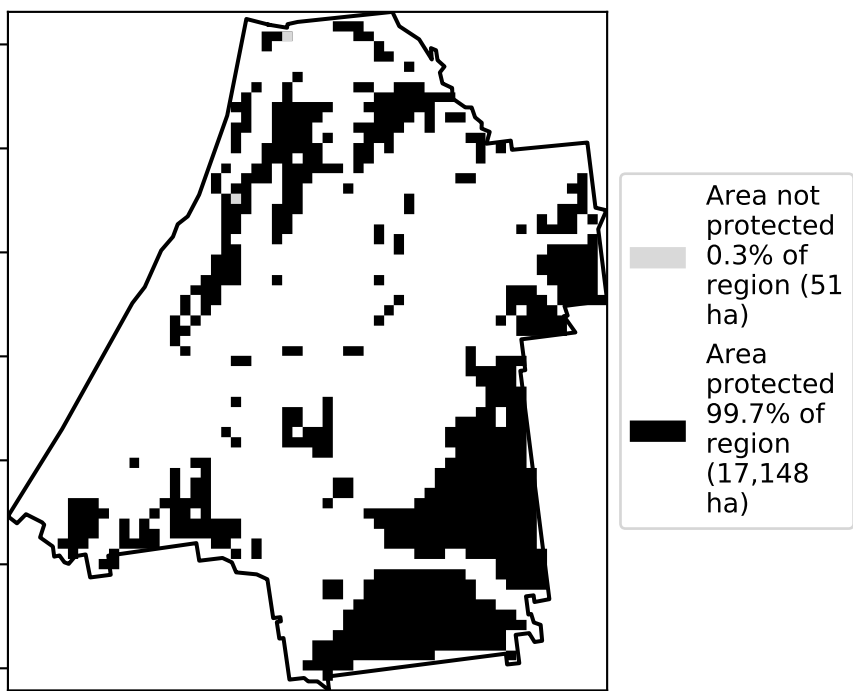 Area not
protected
0.3% of
region (51
ha)
Area
protected
99.7% of
region
(17,148
ha)